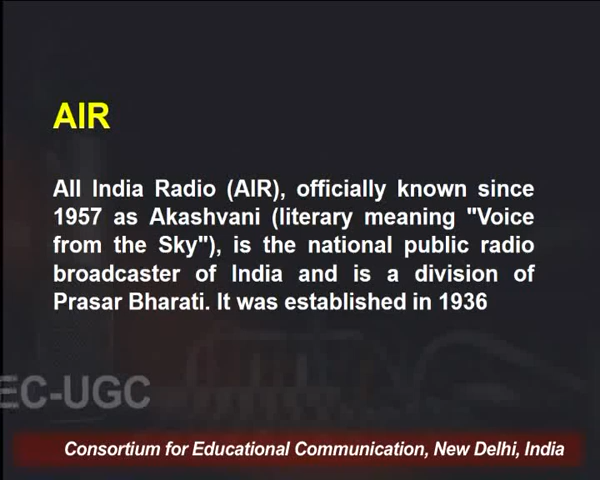 AIR
All India Radio (AIR), officially known since
1957 as Akashvani (literary meaning "Voice
from the Sky"), is the national public radio
broadcaster of India and is a division of
Prasar Bharati. It was established in 1936
EC-UGC
Consortium for Educational Communication, New Delhi, India